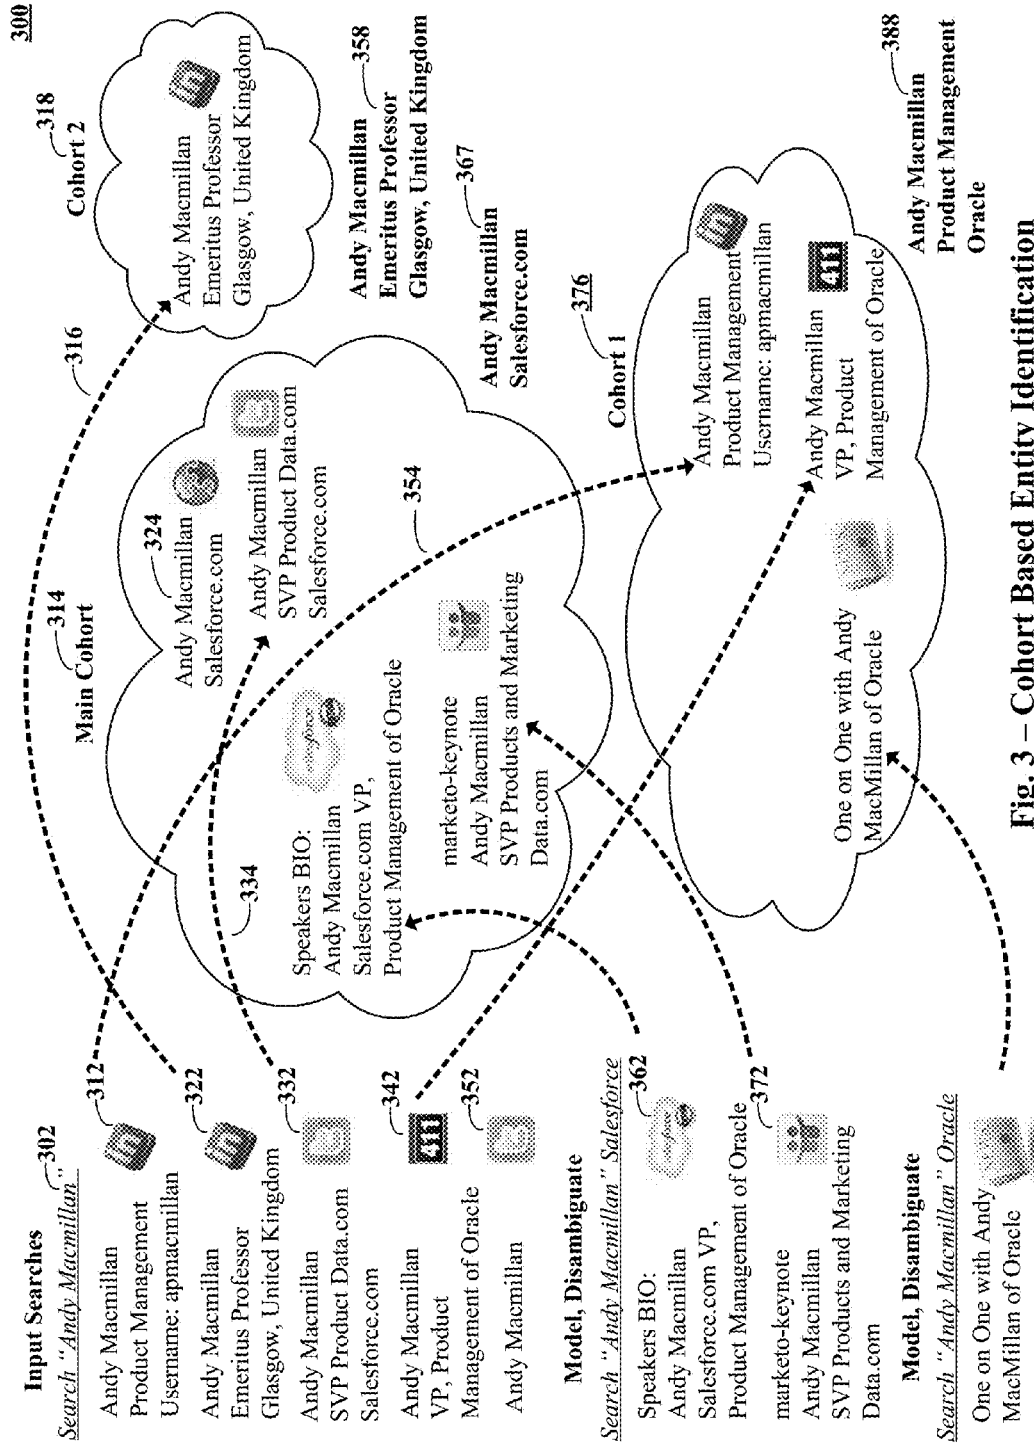 300
Input Searches
Search “Andy Macmillan”
302
Andy Macmillan
Product Management
Username: apmacmillan
312
Andy Macmillan
Emeritus Professor
Glasgow, United Kingdom
322
Andy Macmillan
SVP Product Data.com
Salesforce.com
332
Andy Macmillan
VP, Product
Management of Oracle
342
411
Andy Macmillan
352
Model, Disambiguate
Search “Andy Macmillan” Salesforce
Speakers BIO:
Andy Macmillan
Salesforce.com VP,
Product Management of Oracle
362
marketo-keynote
Andy Macmillan
SVP Products and Marketing
Data.com
372
Model, Disambiguate
Search “Andy Macmillan” Oracle
One on One with Andy
MacMillan of Oracle
314
Main Cohort
324
Andy Macmillan
Salesforce.com
Andy Macmillan
SVP Product Data.com
Salesforce.com
334
Speakers BIO:
Andy Macmillan
Salesforce.com VP,
Product Management of Oracle
354
marketo-keynote
Andy Macmillan
SVP Products and Marketing
Data.com
316
318
Cohort 2
Andy Macmillan
Emeritus Professor
Glasgow, United Kingdom
Andy Macmillan
Emeritus Professor
Glasgow, United Kingdom
358
Andy Macmillan
Salesforce.com
367
376
Cohort 1
Andy Macmillan
Product Management
Username: apmacmillan
Andy Macmillan
VP, Product
Management of Oracle
411
One on One with Andy
MacMillan of Oracle
Andy Macmillan
Product Management
Oracle
388
Fig. 3 – Cohort Based Entity Identification